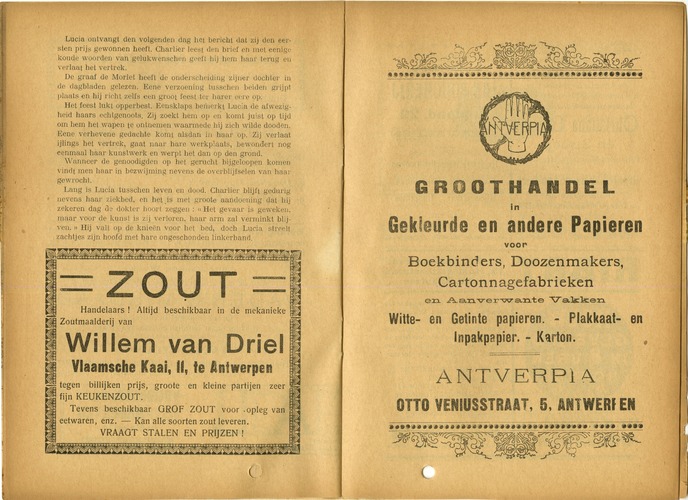 Lucia ontvangt den volgenden dag het bericht dat zij den eer-
sten prijs gewonnen heeft. Charlier leest den brief en met eenige
koude woorden van gelukwenschen geeft hij hem haar terug en
verlaat het vertrek.
De graaf de Morlef heeft de onderscheiding zijner dochter in
de dagbladen gelezen. Eene verzoening tusschen beiden grijpt
plaats en hij richt zelfs een groot feest ter harer eere op.
Het feest lukt opperbest. Eensklaps bemerkt Lucia de afwezig-
heid haars echtgenoots. Zij zoekt hem op en komt juist op tijd
om hem het wapen te ontnemen waarmede hij zich wilde dooden.
Eene verhevene gedachte komt alsdan in haar op. Zij verlaat
ijlings het vertrek, gaat naar hare werkplaats, bewondert nog
eenmaal haar kunstwerk en werpt het dan op den grond.
Wanneer de genoodigden op het gerucht bijgeloopen komen
vindt men haar in bezwijming nevens de overblijfselen van haar
gewrocht.
Lang is Lucia tusschen leven en dood. Charlier blijft gedurig
nevens haar ziekbed, en het is met groote aandoening dat hij
zekeren dag de dokter hoort zeggen : « Het gevaar is geweken,
maar voor de kunst is zij verloren, haar arm zal verminkt blij-
ven. » Hij valt op de knieën voor het bed, doch Lucia streelt
zachtjes zijn hoofd met hare ongeschonden linkerhand
= ZOUT =
Handelaars ! Altijd beschikbaar in de mekanieke
Zoutmaalderij van
Willem van Driel
Vlaamsche Kaai, 11, te Antwerpen
tegen billijken prijs, groote en kleine partijen zeer
fijn KEUKENZOUT.
Tevens beschikbaar GROF ZOUT voor opleg van
eetwaren, enz. — Kan alle soorten zout leveren.
VRAAGT STALEN EN PRIJZEN !
ANTVERPIA
GROOTHANDEL
in
Gekleurde en andere Papieren
voor
Boekbinders, Doozenmakers,
Cartonnagefabrieken
en Aanverwante Vakken
Witte- en Getinte papieren. - Plakkaat- en
Inpakpapier. - Karton.
ANTVERPIA
OTTO VENIUSSTRAAT, 5, ANTWERPEN